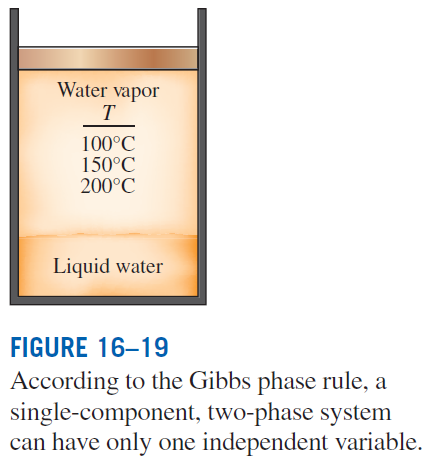 Water vapor
T
100°C
150°C
200°C
Liquid water
FIGURE 16–19
According to the Gibbs phase rule, a
single-component, two-phase system
can have only one independent variable.